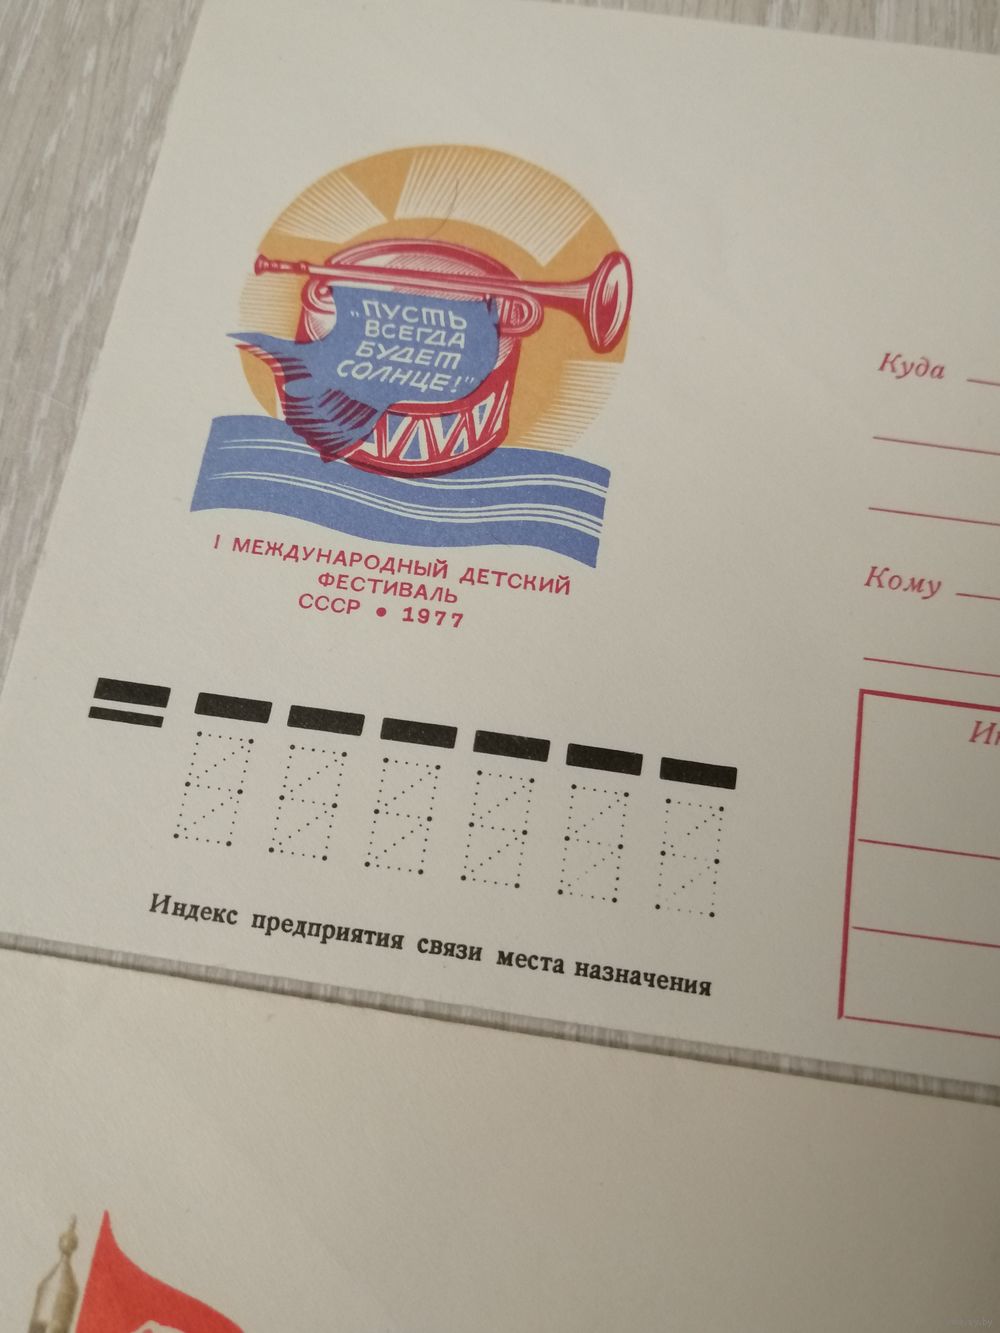 "ПУСТЬ
ВСЕГДА
БУДЕТ
СОЛНЦЕ!"
I МЕЖДУНАРОДНЫЙ ДЕТСКИЙ
ФЕСТИВАЛЬ
СССР • 1977
Куда
Кому
Индекс предприятия связи места назначения